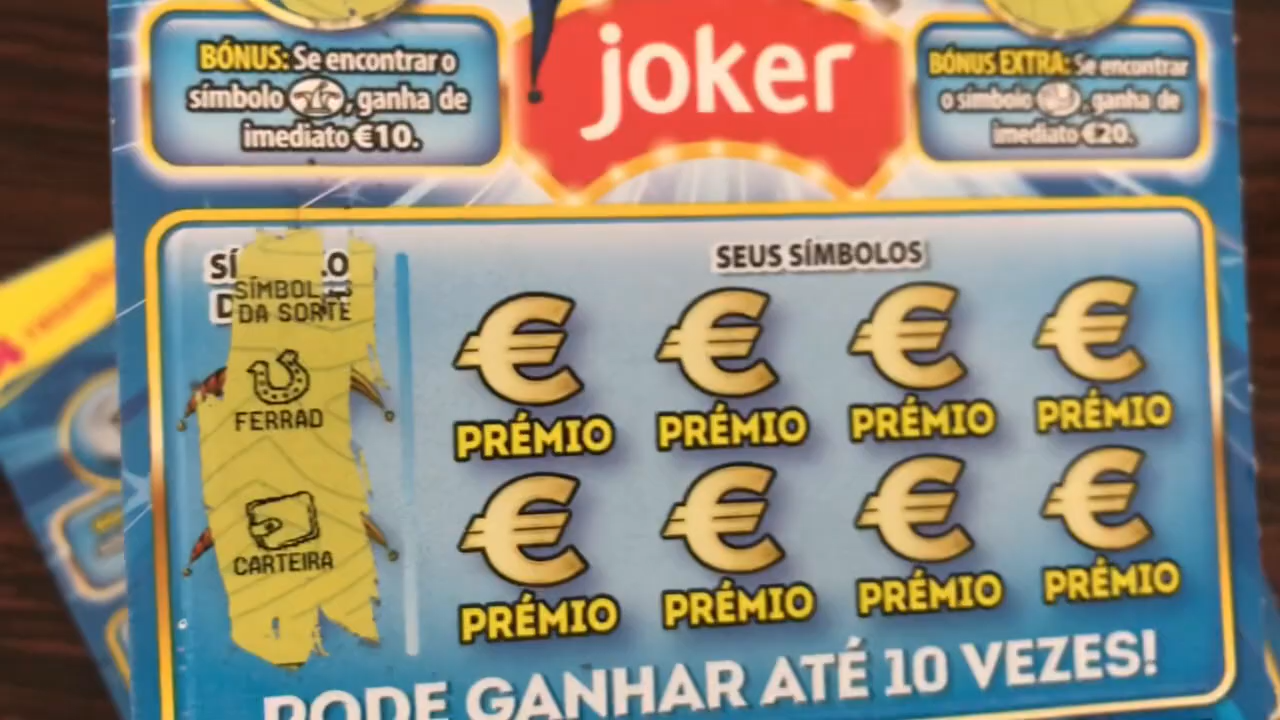 BÓNUS: Se encontrar o
símbolo, ganha de
imediato €10.
joker
BÓNUS EXTRA: Se encontrar
o símbolo, ganha de
imediato €20.
SÍMBOLOS
DA SORTE
FERRAD
CARTEIRA
SEUS SÍMBOLOS
€ € € €
PRÉMIO PRÉMIO PRÉMIO PRÉMIO
€ € € €
PRÉMIO PRÉMIO PRÉMIO PRÉMIO
PODE GANHAR ATÉ 10 VEZES!